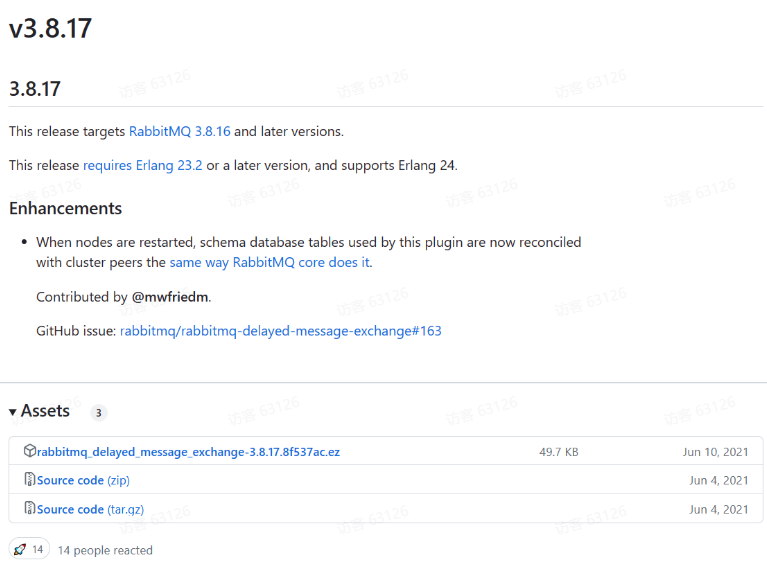 v3.8.17
3.8.17
This release targets RabbitMQ 3.8.16 and later versions.
This release requires Erlang 23.2 or a later version, and supports Erlang 24.
Enhancements
• When nodes are restarted, schema database tables used by this plugin are now reconciled
with cluster peers the same way RabbitMQ core does it.
Contributed by @mwfriedm.
GitHub issue: rabbitmq/rabbitmq-delayed-message-exchange#163
▾ Assets 3
rabbitmq_delayed_message_exchange-3.8.17.8f537ac.ez 49.7 KB Jun 10, 2021
Source code (zip) Jun 4, 2021
Source code (tar.gz) Jun 4, 2021
🚀 14 14 people reacted
访客 63126